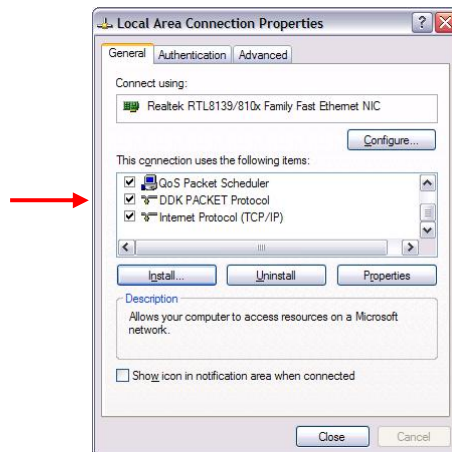 Local Area Connection Properties
General Authentication Advanced
Connect using:
Realtek RTL8139/810x Family Fast Ethernet NIC
Configure...
This connection uses the following items:
QoS Packet Scheduler
DDK PACKET Protocol
Internet Protocol (TCP/IP)
Install... Uninstall Properties
Description
Allows your computer to access resources on a Microsoft
network.
Show icon in notification area when connected
Close Cancel